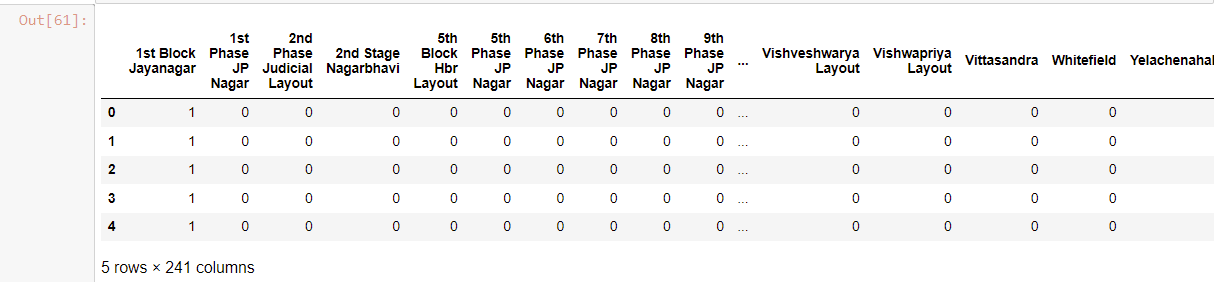 Out[61]:
1st Block Jayanagar 1st Phase JP Nagar 2nd Phase Judicial Layout 2nd Stage Nagarbhavi 5th Block Hbr Layout 5th Phase JP Nagar 6th Phase JP Nagar 7th Phase JP Nagar 8th Phase JP Nagar 9th Phase JP Nagar ... Vishveshwarya Layout Vishwapriya Layout Vittasandra Whitefield Yelachenahal
0 1 0 0 0 0 0 0 0 0 0 ... 0 0 0 0
1 1 0 0 0 0 0 0 0 0 0 ... 0 0 0 0
2 1 0 0 0 0 0 0 0 0 0 ... 0 0 0 0
3 1 0 0 0 0 0 0 0 0 0 ... 0 0 0 0
4 1 0 0 0 0 0 0 0 0 0 ... 0 0 0 0
5 rows × 241 columns